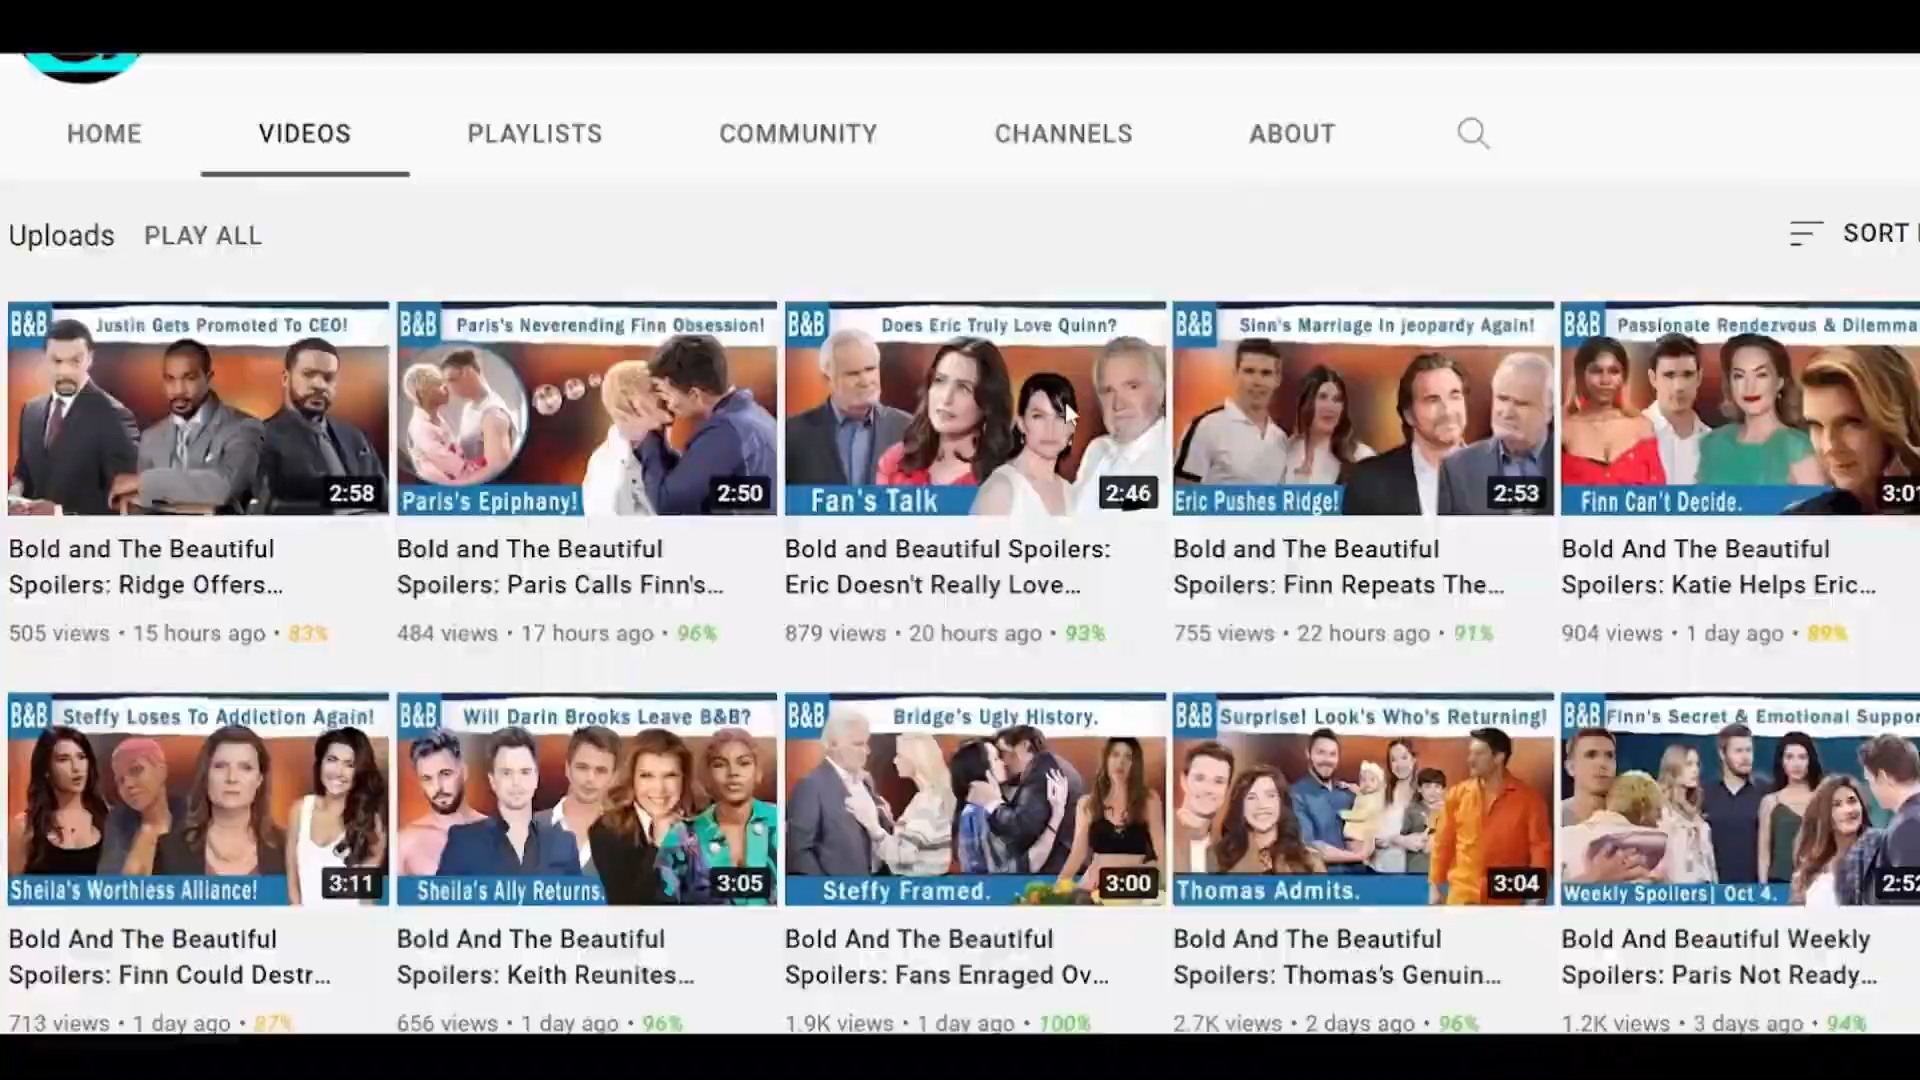 HOME VIDEOS PLAYLISTS COMMUNITY CHANNELS ABOUT
Uploads PLAY ALL
SORT
B&B Justin Gets Promoted To CEO!
2:58
B&B Paris's Neverending Finn Obsession!
Paris's Epiphany!
2:50
B&B Does Eric Truly Love Quinn?
Fan's Talk
2:46
B&B Sinn's Marriage In jeopardy Again!
Eric Pushes Ridge!
2:53
B&B Passionate Rendezvous & Dilemma
Finn Can't Decide.
3:01
Bold and The Beautiful
Spoilers: Ridge Offers...
505 views • 15 hours ago • 83%
Bold and The Beautiful
Spoilers: Paris Calls Finn's...
484 views • 17 hours ago • 96%
Bold and Beautiful Spoilers:
Eric Doesn't Really Love...
879 views • 20 hours ago • 93%
Bold and The Beautiful
Spoilers: Finn Repeats The...
755 views • 22 hours ago • 91%
Bold And The Beautiful
Spoilers: Katie Helps Eric...
904 views • 1 day ago • 89%
B&B Steffy Loses To Addiction Again!
Sheila's Worthless Alliance!
3:11
B&B Will Darin Brooks Leave B&B?
Sheila's Ally Returns.
3:05
B&B Bridge's Ugly History.
Steffy Framed.
3:00
B&B Surprise! Look's Who's Returning!
Thomas Admits.
3:04
B&B Finn's Secret & Emotional Suppor
Weekly Spoilers| Oct 4.
2:52
Bold And The Beautiful
Spoilers: Finn Could Destr...
713 views • 1 day ago • 87%
Bold And The Beautiful
Spoilers: Keith Reunites...
656 views • 1 day ago • 96%
Bold And The Beautiful
Spoilers: Fans Enraged Ov...
1.9K views • 1 day ago • 100%
Bold And The Beautiful
Spoilers: Thomas's Genuin...
2.7K views • 2 days ago • 96%
Bold And Beautiful Weekly
Spoilers: Paris Not Ready...
1.2K views • 3 days ago • 94%